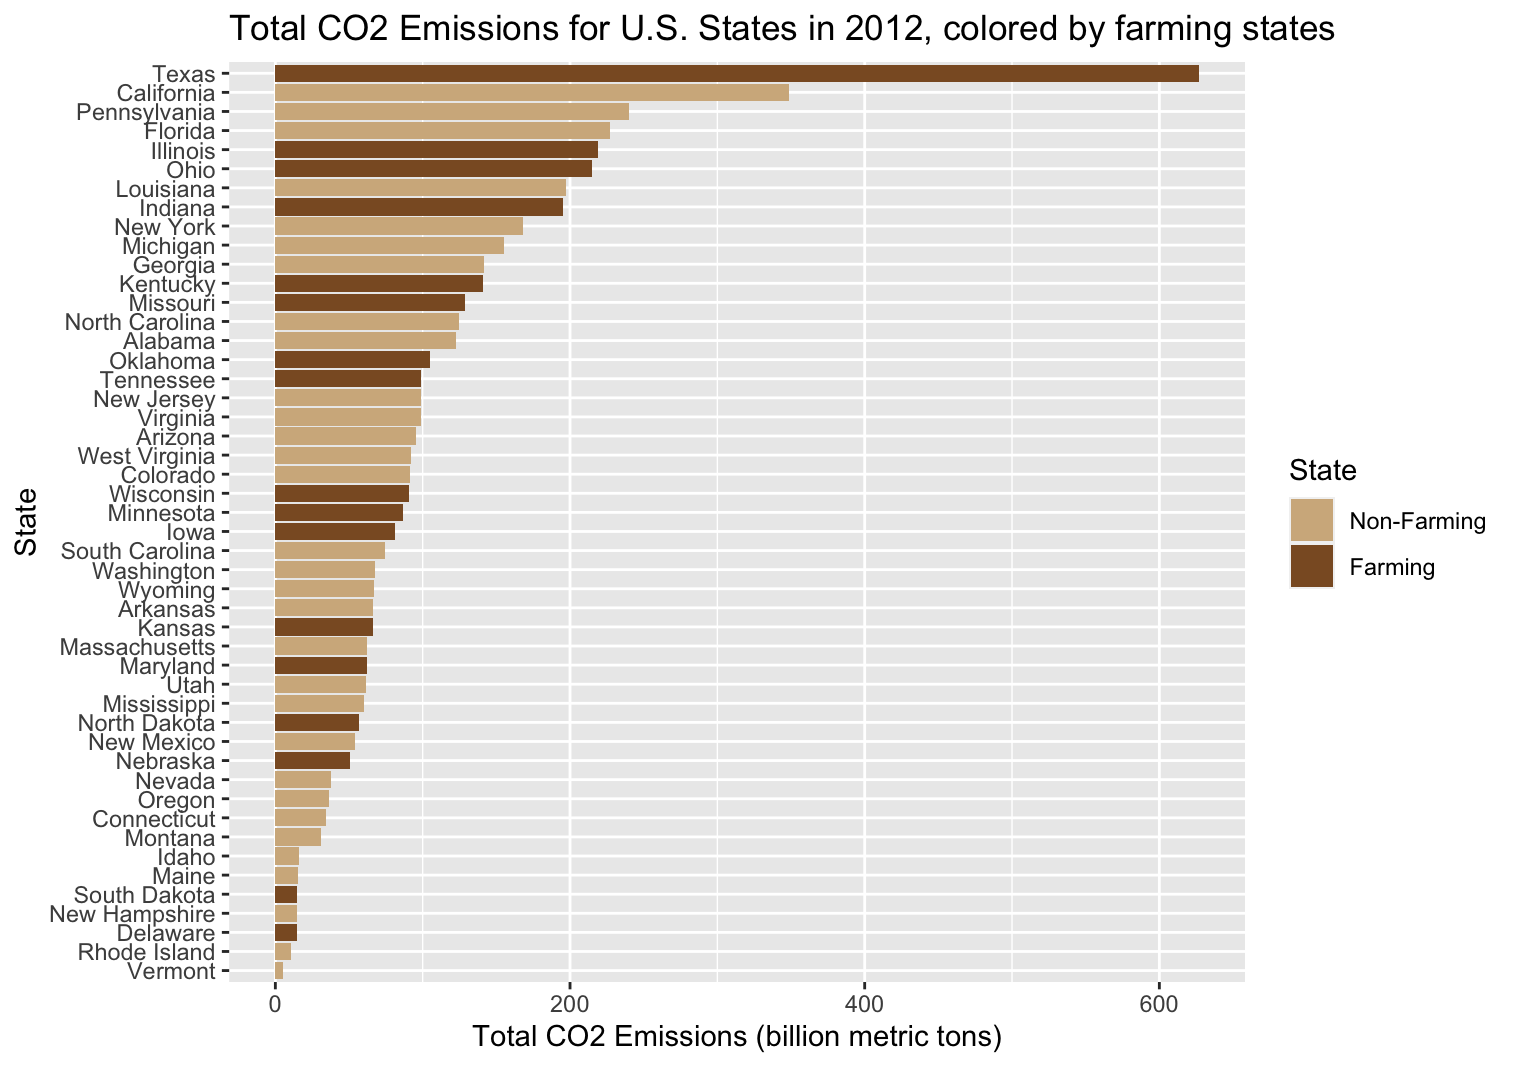 Total CO2 Emissions for U.S. States in 2012, colored by farming states
Texas
California
Pennsylvania
Florida
Illinois
Ohio
Louisiana
Indiana
New York
Michigan
Georgia
Kentucky
Missouri
North Carolina
Alabama
Oklahoma
Tennessee
New Jersey
Virginia
Arizona
West Virginia
Colorado
Wisconsin
Minnesota
Iowa
South Carolina
Washington
Wyoming
Arkansas
Kansas
Massachusetts
Maryland
Utah
Mississippi
North Dakota
New Mexico
Nebraska
Nevada
Oregon
Connecticut
Montana
Idaho
Maine
South Dakota
New Hampshire
Delaware
Rhode Island
Vermont
State
0 200 400 600
Total CO2 Emissions (billion metric tons)
State
Non-Farming
Farming